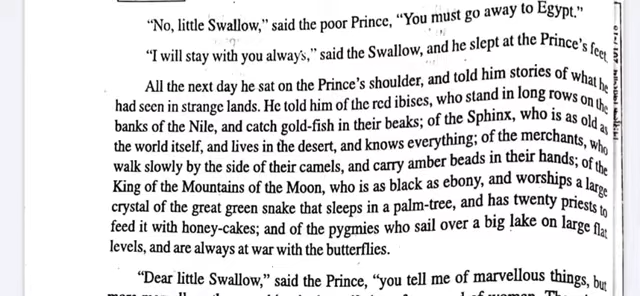 "No, little Swallow," said the poor Prince, "You must go away to Egypt."
"I will stay with you always," said the Swallow, and he slept at the Prince's feet
All the next day he sat on the Prince's shoulder, and told him stories of what he
had seen in strange lands. He told him of the red ibises, who stand in long rows on the
banks of the Nile, and catch gold-fish in their beaks; of the Sphinx, who is as old as
the world itself, and lives in the desert, and knows everything; of the merchants, who
walk slowly by the side of their camels, and carry amber beads in their hands; of the
King of the Mountains of the Moon, who is as black as ebony, and worships a large
crystal of the great green snake that sleeps in a palm-tree, and has twenty priests to
feed it with honey-cakes; and of the pygmies who sail over a big lake on large flat
levels, and are always at war with the butterflies.
"Dear little Swallow," said the Prince, "you tell me of marvellous things, but